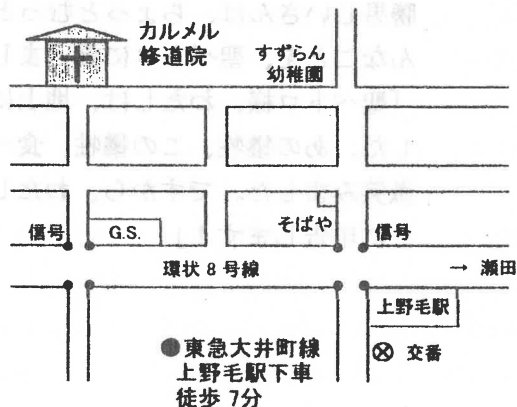 カルメル
修道院
すずらん
幼稚園
信号
G.S.
そばや
信号
環状8号線
→ 瀬田
上野毛駅
●東急大井町線
上野毛駅下車
徒歩 7分
交番